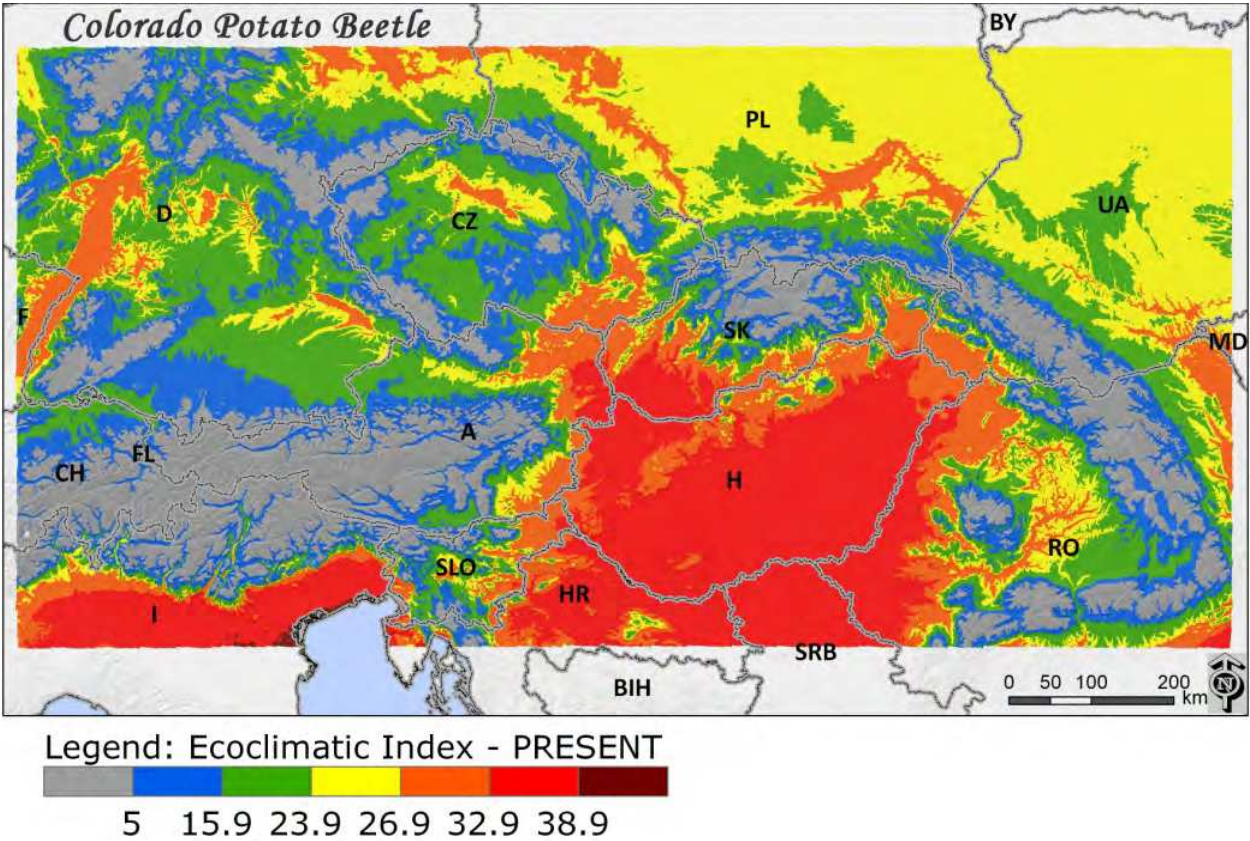 Colorado Potato Beetle
BY
PL
D
CZ
UA
F
SK
MD
A
FL
CH
H
RO
SLO
HR
I
SRB
BIH
0 50 100 200
km
N
Legend: Ecoclimatic Index - PRESENT
5 15.9 23.9 26.9 32.9 38.9